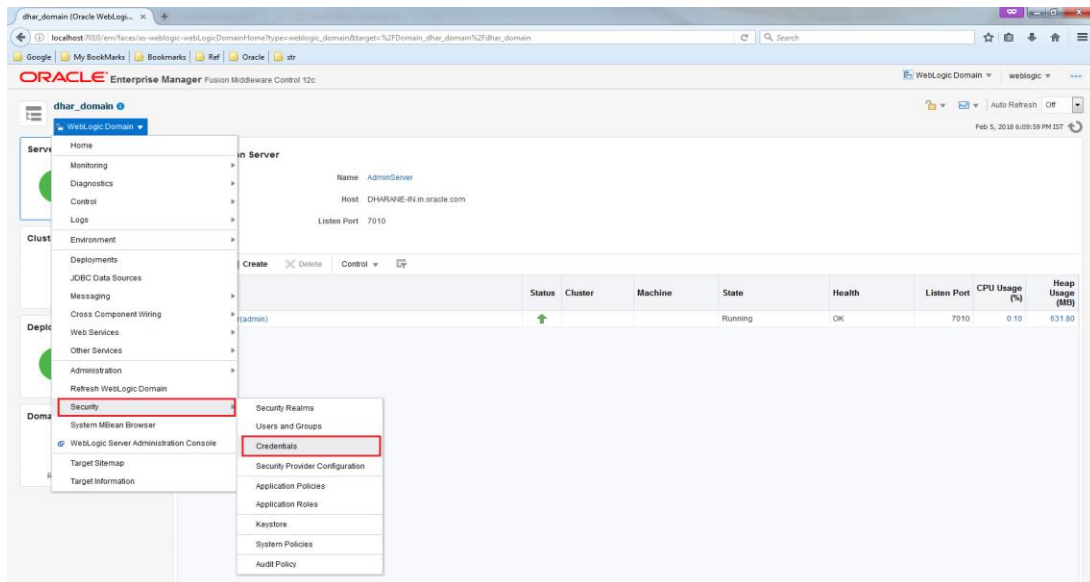 dhar_domain (Oracle WebLogi...
localhost:7010/em/faces/as-weblogic-webLogicDomainHome?type=weblogic_domain&target=%2FDomain_dhar_domain%2Fdhar_domain
Search
Google My BookMarks Bookmarks Ref Oracle str
ORACLE Enterprise Manager Fusion Middleware Control 12c
WebLogic Domain weblogic
dhar_domain
Auto Refresh Off
WebLogic Domain
Feb 5, 2018 6:09:59 PM IST
Serve
Home
Monitoring
Diagnostics
Control
Logs
Clust
Environment
Deployments
JDBC Data Sources
Messaging
Cross Component Wiring
Deplo
Web Services
Other Services
Administration
Refresh WebLogic Domain
Security
Doma
System MBean Browser
WebLogic Server Administration Console
Target Sitemap
Target Information
Security Realms
Users and Groups
Credentials
Security Provider Configuration
Application Policies
Application Roles
Keystore
System Policies
Audit Policy
on Server
Name AdminServer
Host DHARANE-IN.in.oracle.com
Listen Port 7010
Create Delete Control
Status Cluster Machine State Health Listen Port CPU Usage (%) Heap Usage (MB)
r(admin) Running OK 7010 0.10 631.80